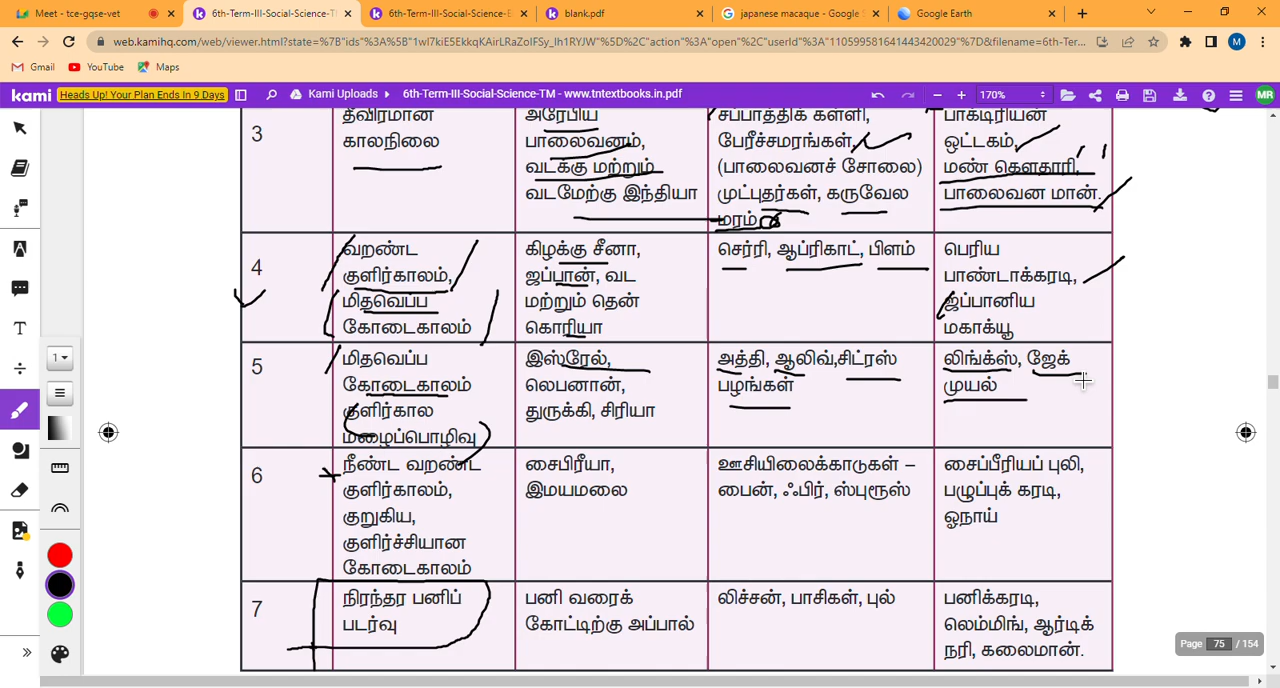 Meet - tce-gqse-vet
6th-Term-III-Social-Science-T
6th-Term-III-Social-Science-E
blank.pdf
japanese macaque - Google
Google Earth
web.kamihq.com/web/viewer.html?state=%7B"ids"%3A%5B"1wI7kiE5EkkqKAirLRaZoIFSy_Ih1RYJW"%5D%2C"action"%3A"open"%2C"userId"%3A"110599581641443420029"%7D&filename=6th-Ter...
Gmail YouTube Maps
kami Heads Up! Your Plan Ends In 9 Days Kami Uploads 6th-Term-III-Social-Science-TM - www.tntextbooks.in.pdf 170% MR
3
தீவிரமான
காலநிலை
அரேபிய
பாலைவனம்,
வடக்கு மற்றும்
வடமேற்கு இந்தியா
சப்பாத்திக் கள்ளி,
பேரீச்சமரங்கள்,
(பாலைவனச் சோலை)
முட்புதர்கள், கருவேல
மரம்
பாக்டிரியன்
ஒட்டகம்,
மண் கௌதாரி,
பாலைவன மான்.
4
வறண்ட
குளிர்காலம்,
மிதவெப்ப
கோடைகாலம்
கிழக்கு சீனா,
ஜப்பான், வட
மற்றும் தென்
கொரியா
செர்ரி, ஆப்ரிகாட், பிளம்
பெரிய
பாண்டாக்கரடி,
ஜப்பானிய
மகாக்யூ
5
மிதவெப்ப
கோடைகாலம்
குளிர்கால
மழைப்பொழிவு
இஸ்ரேல்,
லெபனான்,
துருக்கி, சிரியா
அத்தி, ஆலிவ்,சிட்ரஸ்
பழங்கள்
லிங்க்ஸ், ஜேக்
முயல்
6
நீண்ட வறண்ட
குளிர்காலம்,
குறுகிய,
குளிர்ச்சியான
கோடைகாலம்
சைபிரீயா,
இமயமலை
ஊசியிலைக்காடுகள் –
பைன், ஃபிர், ஸ்புரூஸ்
சைப்பீரியப் புலி,
பழுப்புக் கரடி,
ஓநாய்
7
நிரந்தர பனிப்
படர்வு
பனி வரைக்
கோட்டிற்கு அப்பால்
லிச்சன், பாசிகள், புல்
பனிக்கரடி,
லெம்மிங், ஆர்டிக்
நரி, கலைமான்.
Page 75 / 154
1